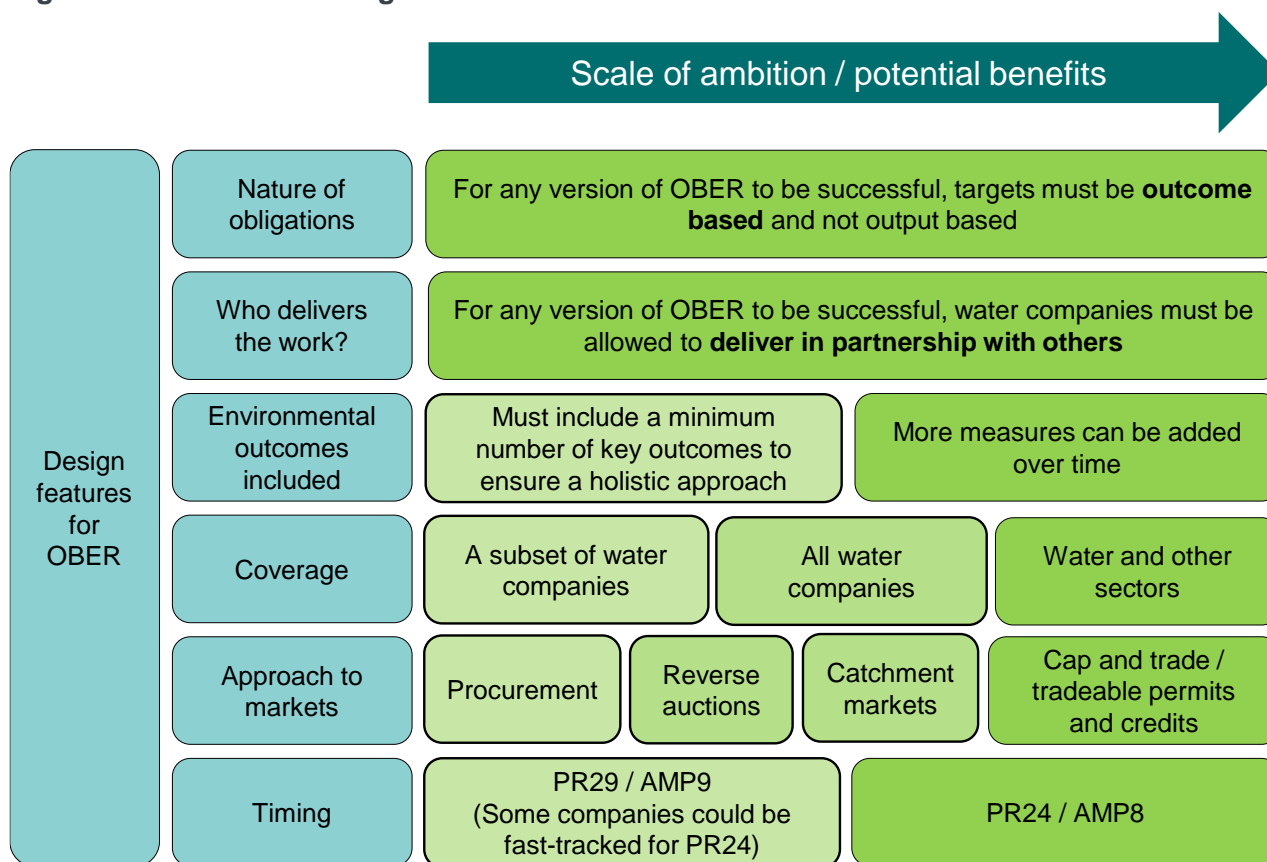 Scale of ambition / potential benefits
Design
features
for
OBER
Nature of
obligations
For any version of OBER to be successful, targets must be outcome
based and not output based
Who delivers
the work?
For any version of OBER to be successful, water companies must be
allowed to deliver in partnership with others
Environmental
outcomes
included
Must include a minimum
number of key outcomes to
ensure a holistic approach
More measures can be added
over time
Coverage
A subset of water
companies
All water
companies
Water and other
sectors
Approach to
markets
Procurement
Reverse
auctions
Catchment
markets
Cap and trade /
tradeable permits
and credits
Timing
PR29 / AMP9
(Some companies could be
fast-tracked for PR24)
PR24 / AMP8